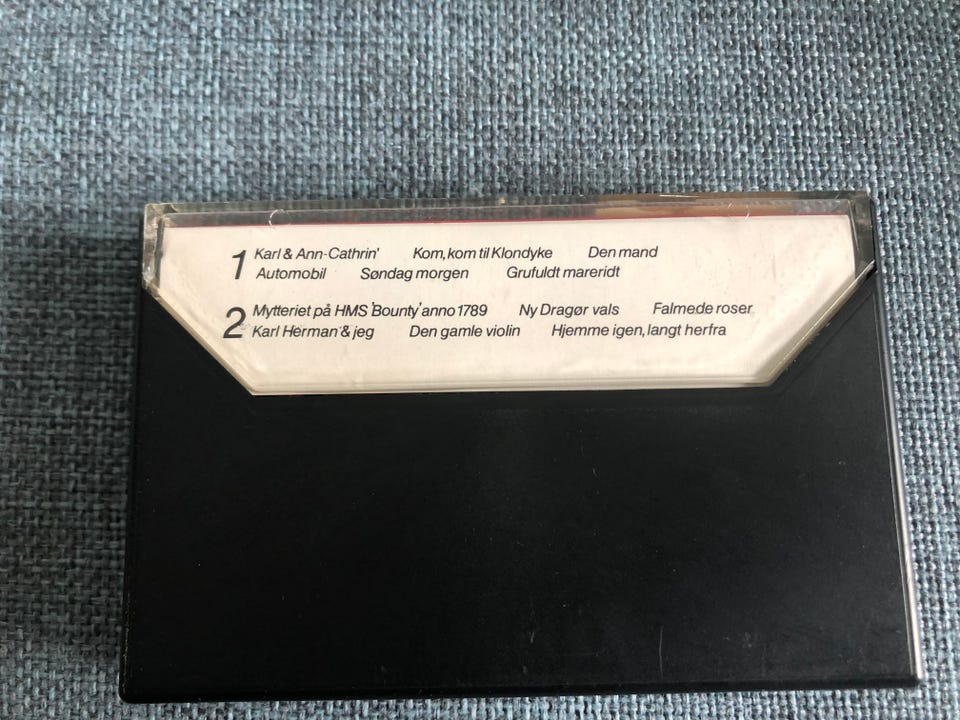 1 Karl & Ann-Cathrin' Kom, kom til Klondyke Den mand
Automobil Søndag morgen Grufuldt mareridt
2 Mytteriet på HMS 'Bounty' anno 1789 Ny Dragør vals Falmede roser
Karl Herman & jeg Den gamle violin Hjemme igen, langt herfra